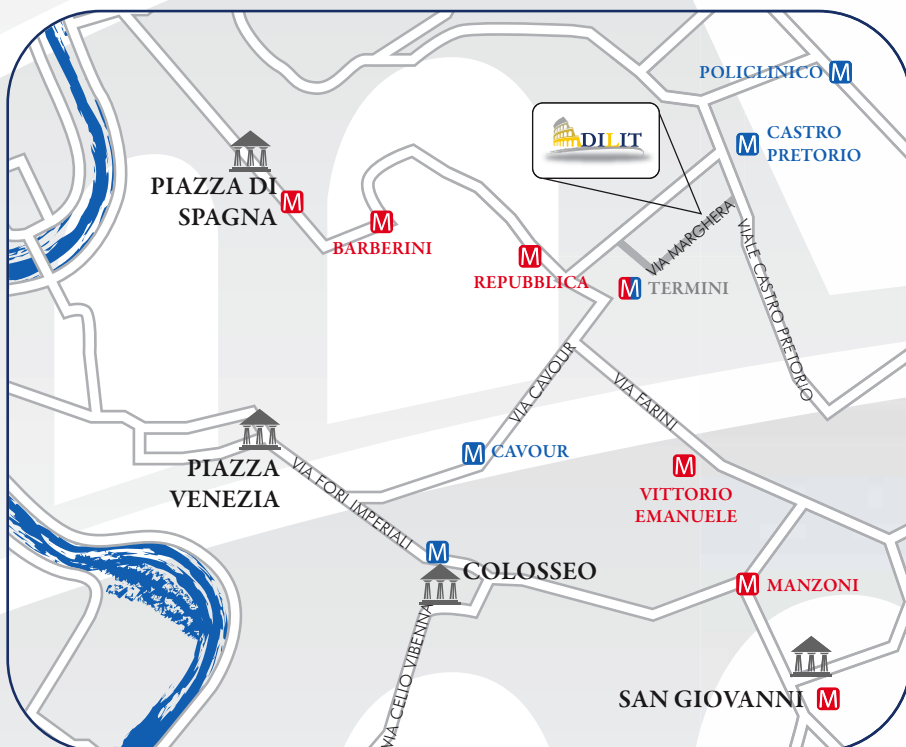 POLICLINICO M
DILIT
M CASTRO
PRETORIO
PIAZZA DI
SPAGNA
M
M
BARBERINI
M
REPUBBLICA
VIA MARGHERA
M TERMINI
VIALE CASTRO PRETORIO
VIA CAVOUR
VIA FARINI
M CAVOUR
PIAZZA
VENEZIA
VIA FORI IMPERIALI
M
VITTORIO
EMANUELE
M
COLOSSEO
M MANZONI
VIA CELIO VIBENNA
SAN GIOVANNI M